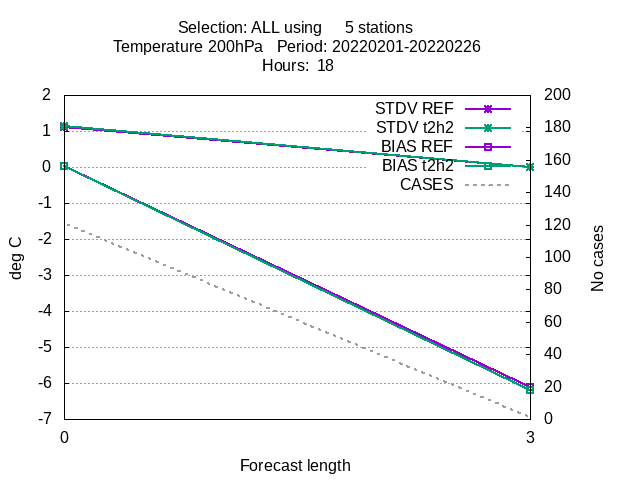 Selection: ALL using     5 stations
Temperature 200hPa   Period: 20220201-20220226
Hours:  18
2 200
STDV REF
1 180
STDV t2h2
BIAS REF
0 160
BIAS t2h2
CASES
-1 140
-2 120
deg C
No cases
100
-3 80
-4 60
-5 40
-6 20
-7 0
0 3
Forecast length